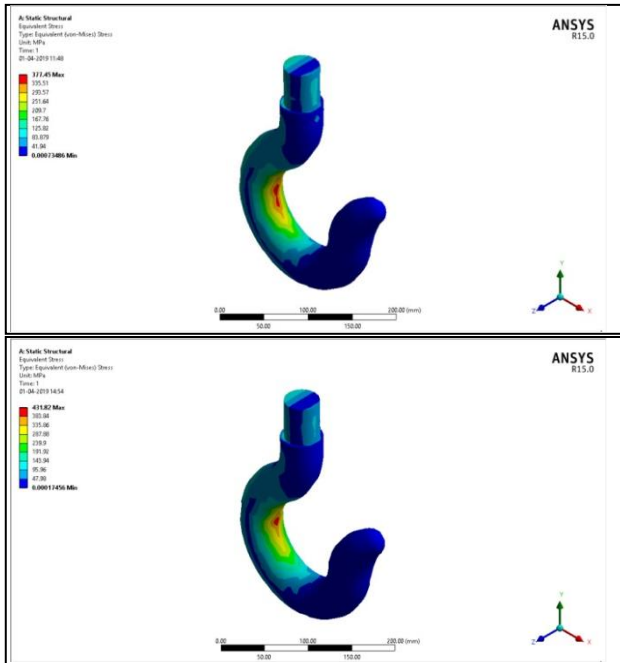 A: Static Structural
Equivalent Stress
Type: Equivalent (von-Mises) Stress
Unit: MPa
Time: 1
01-04-2019 11:48
377.45 Max
335.51
293.57
251.64
209.7
167.76
125.82
83.879
41.94
0.00073486 Min
ANSYS
R15.0
Y
Z
X
0.00
100.00
200.00 (mm)
50.00
150.00
A: Static Structural
Equivalent Stress
Type: Equivalent (von-Mises) Stress
Unit: MPa
Time: 1
01-04-2019 14:54
431.82 Max
383.84
335.86
287.88
239.9
191.92
143.94
95.96
47.98
0.00017456 Min
ANSYS
R15.0
Y
Z
X
0.00
100.00
200.00 (mm)
50.00
150.00